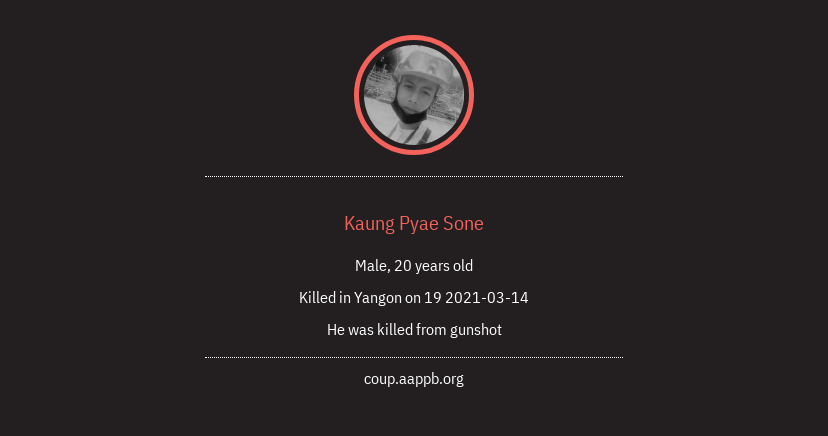 Kaung Pyae Sone
Male, 20 years old
Killed in Yangon on 19 2021-03-14
He was killed from gunshot
coup.aappb.org